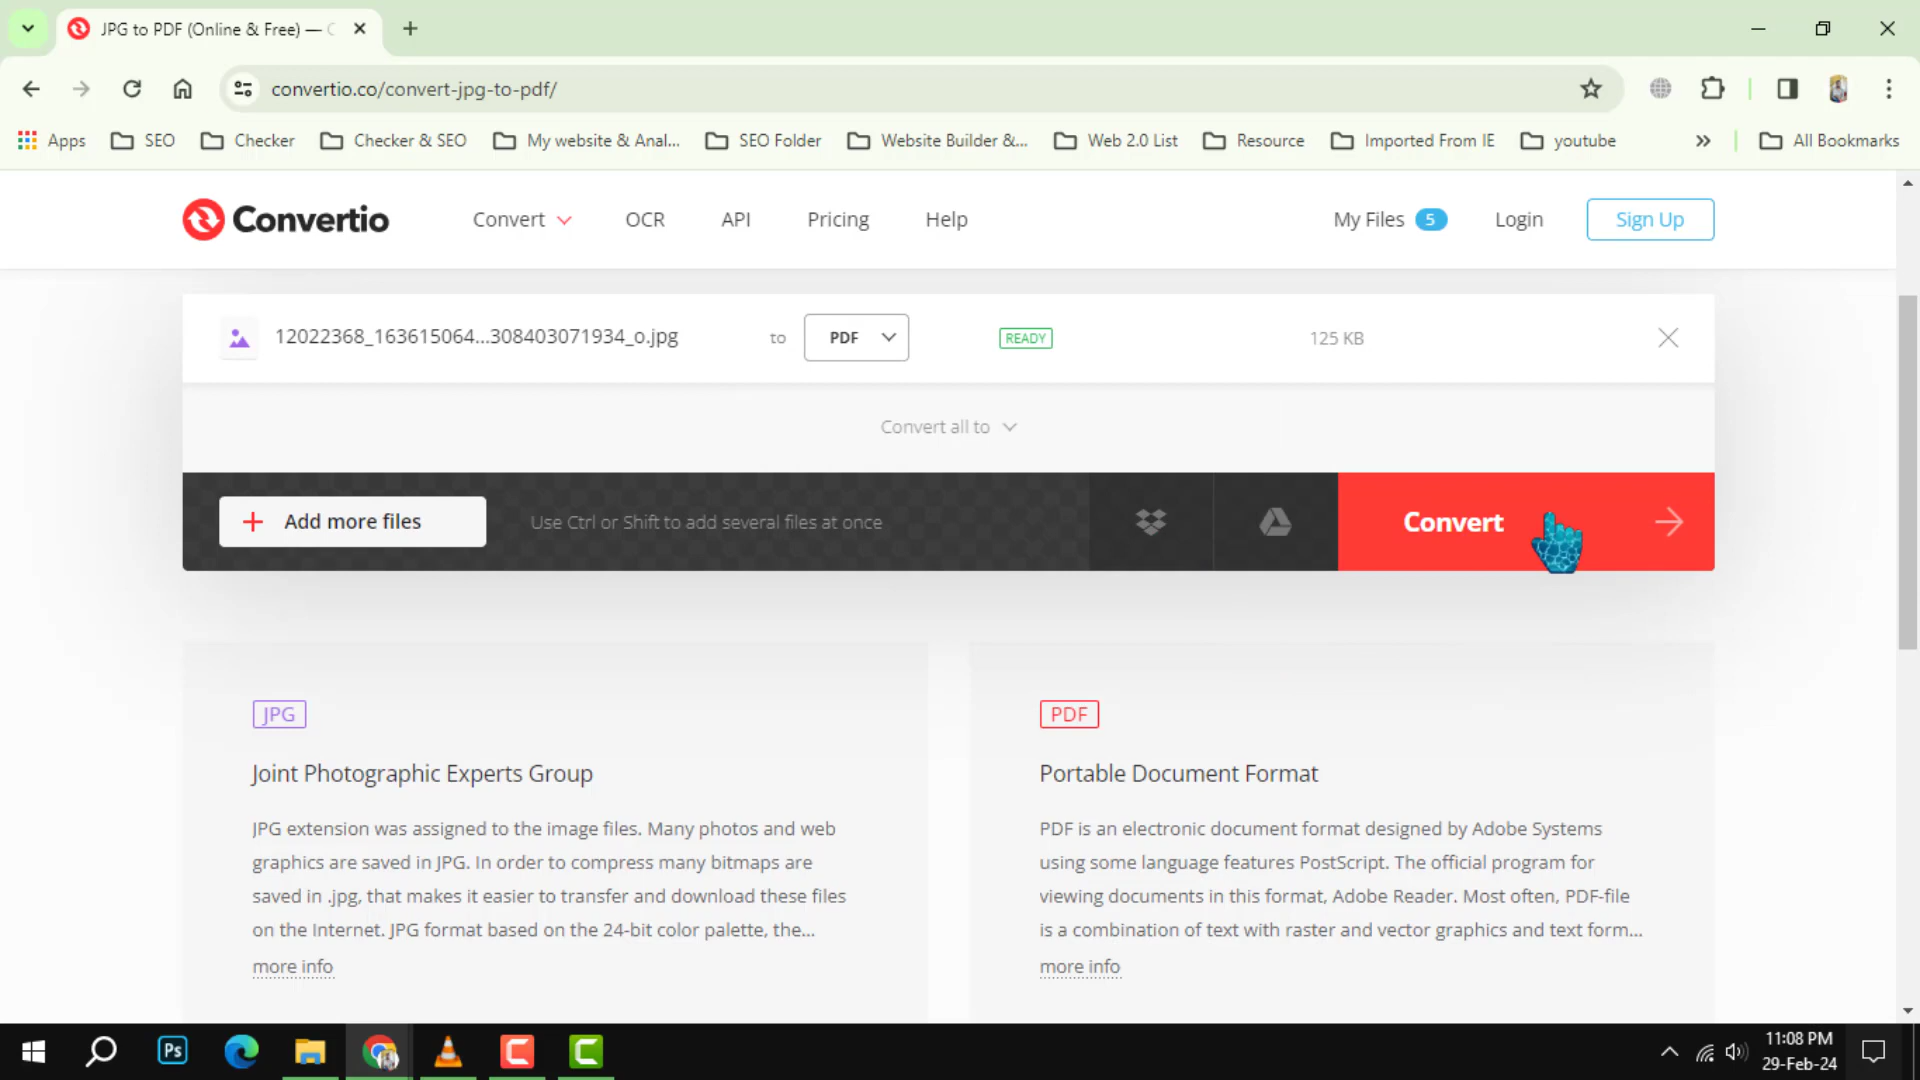 JPG to PDF (Online & Free) —
convertio.co/convert-jpg-to-pdf/
Apps SEO Checker Checker & SEO My website & Anal... SEO Folder Website Builder &... Web 2.0 List Resource Imported From IE youtube » All Bookmarks
Convertio Convert OCR API Pricing Help My Files 5 Login Sign Up
12022368_163615064...308403071934_o.jpg to PDF READY 125 KB
Convert all to
+ Add more files Use Ctrl or Shift to add several files at once Convert
JPG
Joint Photographic Experts Group
JPG extension was assigned to the image files. Many photos and web
graphics are saved in JPG. In order to compress many bitmaps are
saved in .jpg, that makes it easier to transfer and download these files
on the Internet. JPG format based on the 24-bit color palette, the...
more info
PDF
Portable Document Format
PDF is an electronic document format designed by Adobe Systems
using some language features PostScript. The official program for
viewing documents in this format, Adobe Reader. Most often, PDF-file
is a combination of text with raster and vector graphics and text form...
more info
Ps
11:08 PM
29-Feb-24